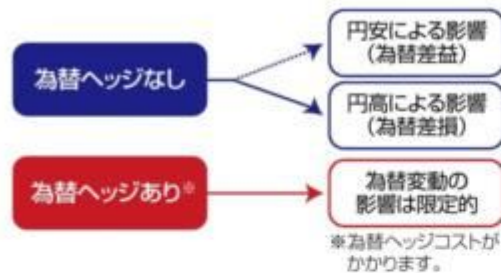 為替ヘッジなし
円安による影響
(為替差益)
円高による影響
(為替差損)
為替ヘッジあり※
為替変動の
影響は限定的
※為替ヘッジコストが
かかります。